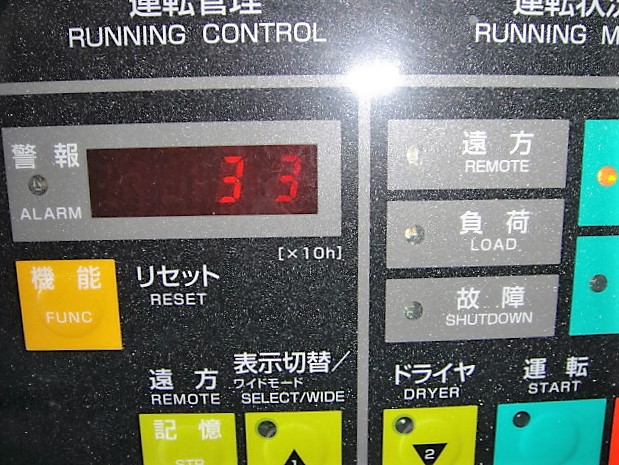 運転管理
RUNNING CONTROL
運転状況
RUNNING M
警報
ALARM
33
[×10h]
機能
FUNC
リセット
RESET
遠方
REMOTE
負荷
LOAD
故障
SHUTDOWN
遠方
REMOTE
記憶
STR
表示切替/
ワイドモード
SELECT/WIDE
1
ドライヤ
DRYER
2
運転
START